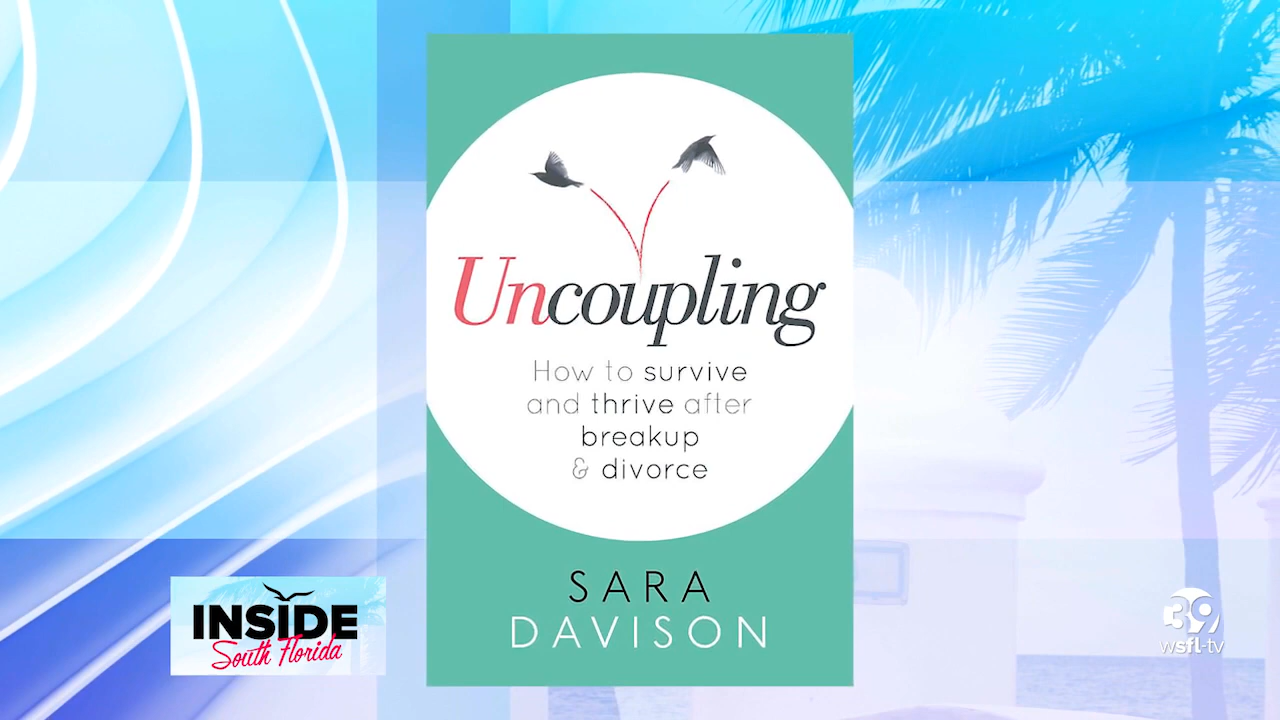 Uncoupling
How to survive
and thrive after
breakup
& divorce
SARA
DAVISON
INSIDE
South Florida
39
wsfl-tv